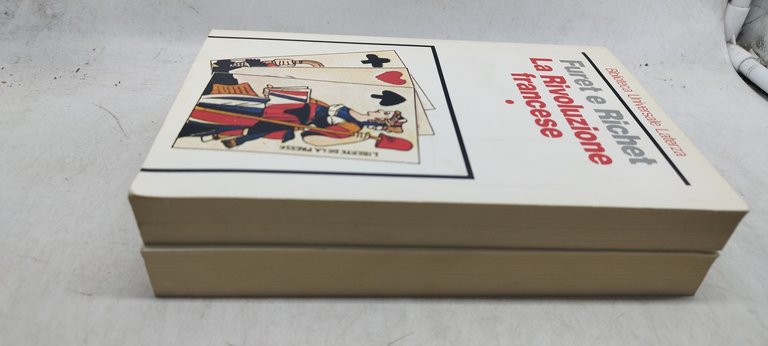 Biblioteca Universale Laterza
Furet e Richet
La Rivoluzione
francese
LIBERTE DE LA PRESSE